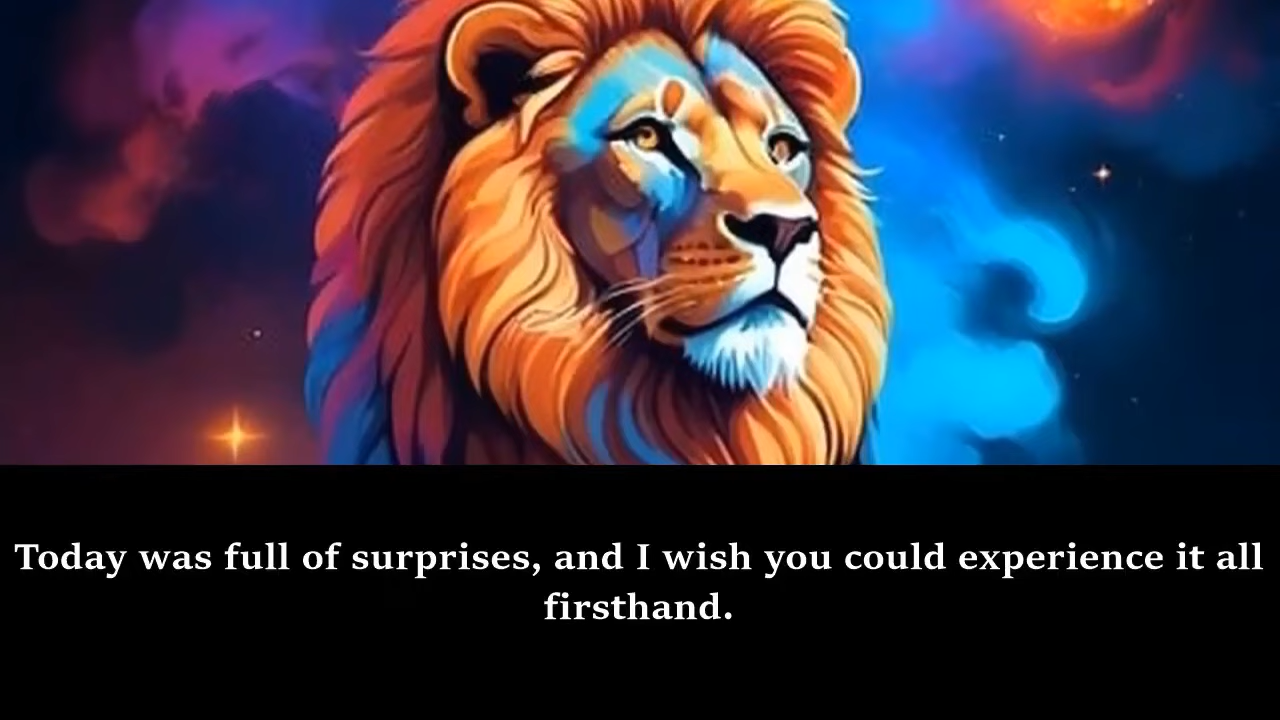 Today was full of surprises, and I wish you could experience it all
firsthand.